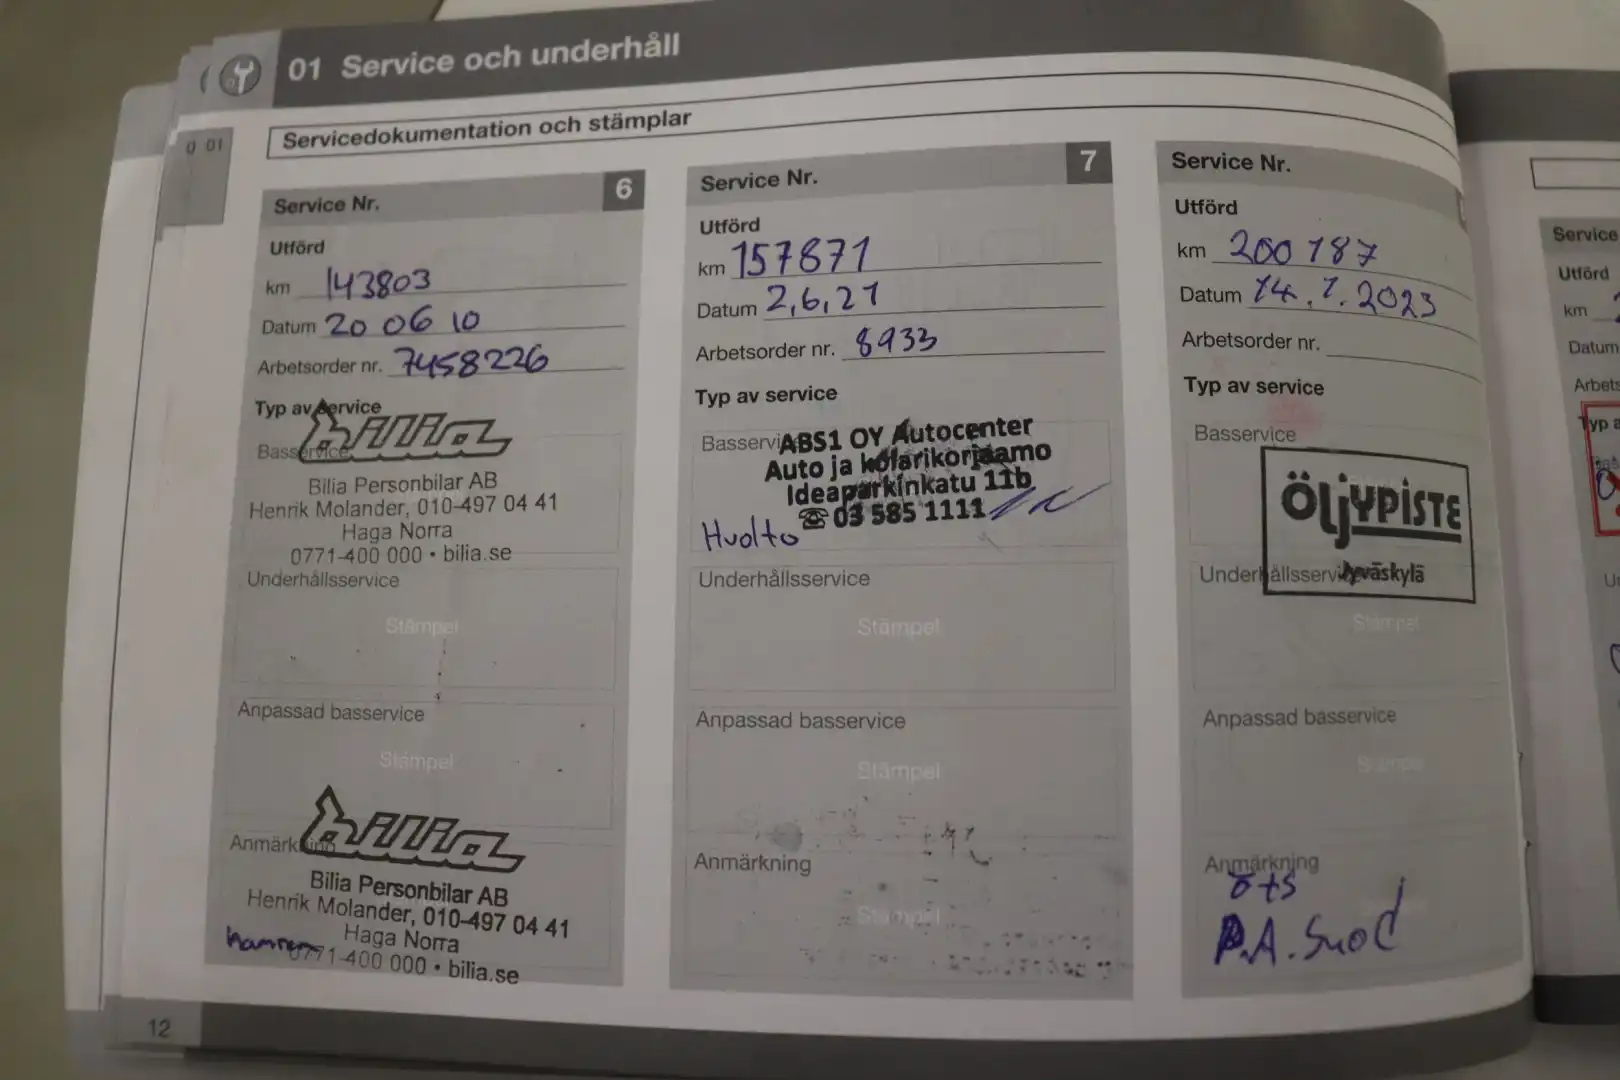 01 Service och underhåll
0 01
Servicedokumentation och stämplar
Service Nr. 6
Utförd
km 143803
Datum 20 06 10
Arbetsorder nr. 7458226
Typ av service
Basservice
bilia
Bilia Personbilar AB
Henrik Molander, 010-497 04 41
Haga Norra
0771-400 000 • bilia.se
Underhållsservice
Stämpel
Anpassad basservice
Stämpel
Anmärkning
bilia
Bilia Personbilar AB
Henrik Molander, 010-497 04 41
Haga Norra
0771-400 000 • bilia.se
12
Service Nr. 7
Utförd
km 157871
Datum 2,6,21
Arbetsorder nr. 8933
Typ av service
Basservice
ABS1 OY Autocenter
Auto ja kolarikorjaamo
Ideaparkinkatu 11b
☎ 03 585 1111
Huolto
Underhållsservice
Stämpel
Anpassad basservice
Stämpel
Anmärkning
Stämpel
Service Nr.
Utförd
km 200 187
Datum 14.1.2023
Arbetsorder nr.
Typ av service
Basservice
ÖLJYPISTE
Jyväskylä
Underhållsservice
Stämpel
Anpassad basservice
Stämpel
Anmärkning
öts
P.A. Suod
Service
Utförd
km
Datum
Arbets
Typ a